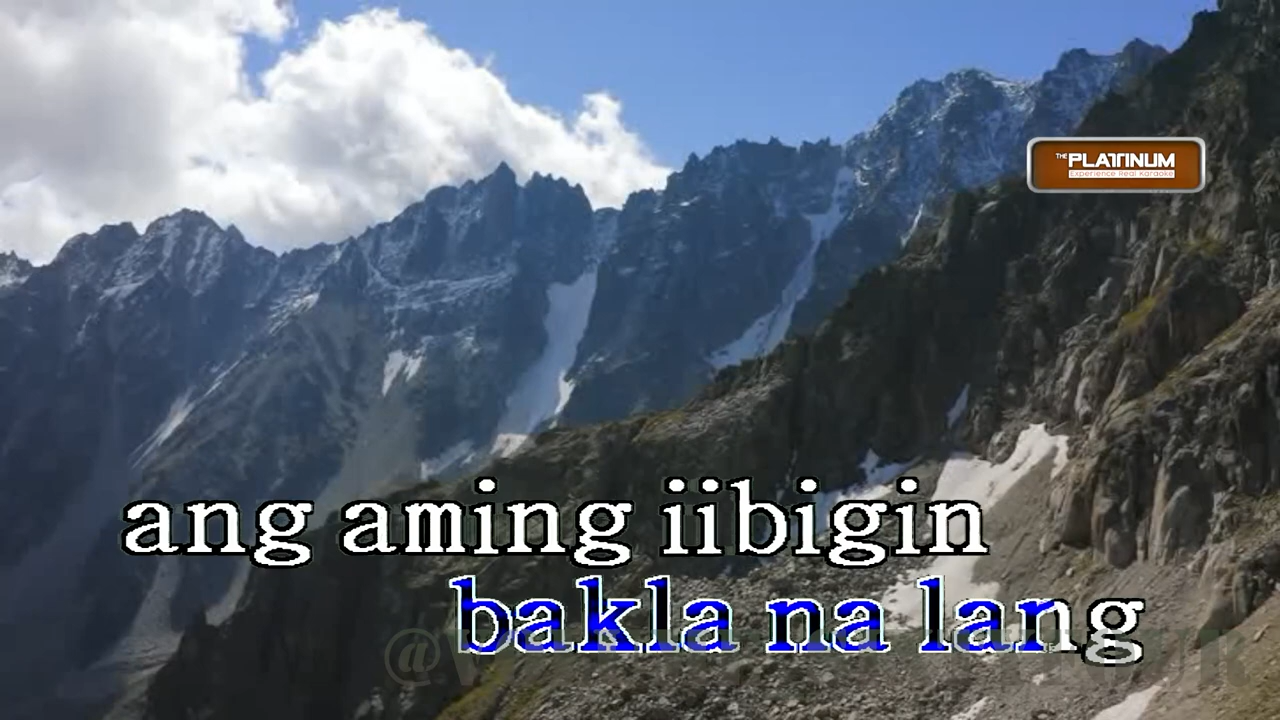 THE PLATINUM
Experience Real Karaoke
ang aming iibigin
bakla na lang